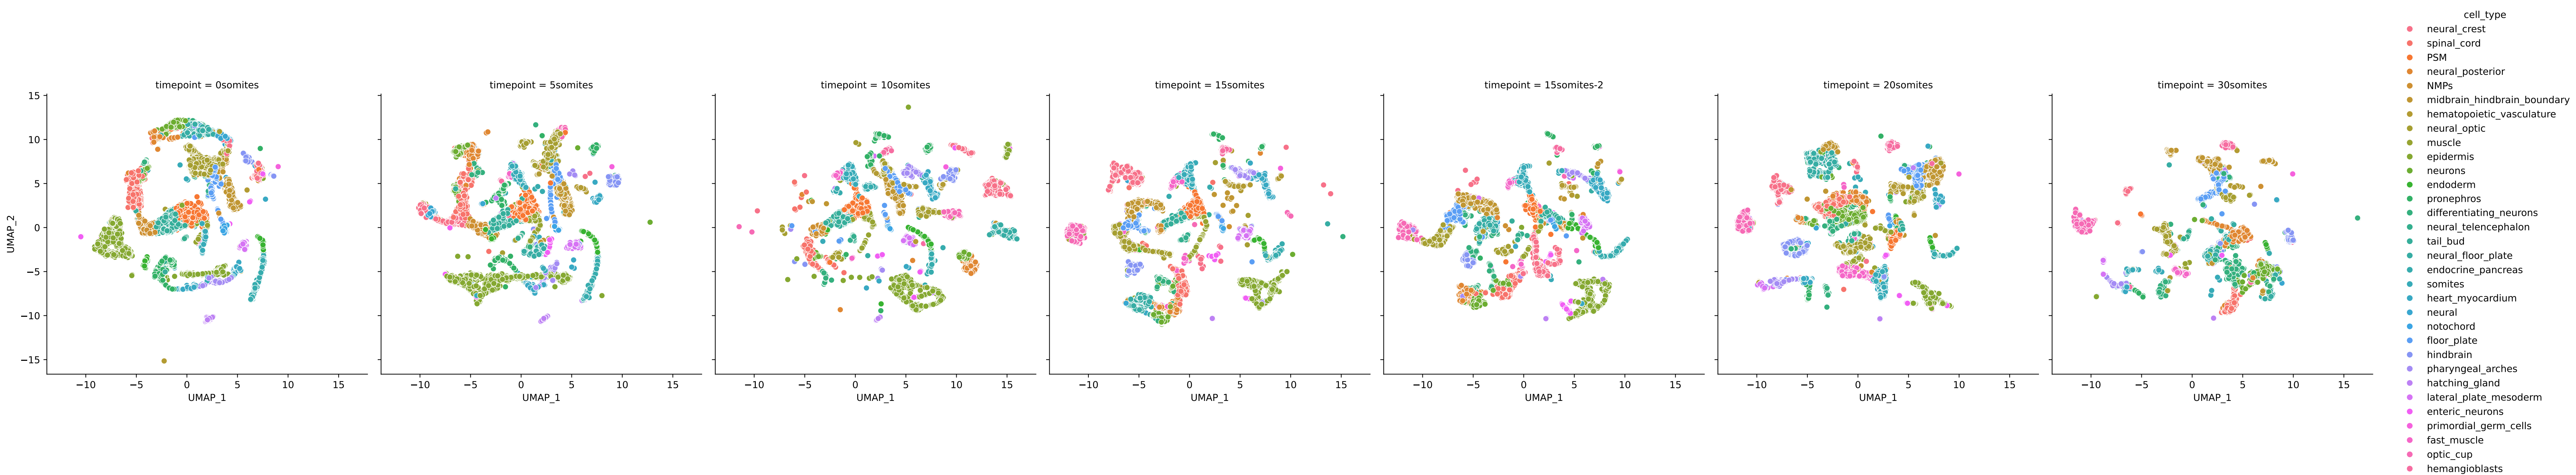 cell_type
neural_crest
spinal_cord
PSM
neural_posterior
NMPs
midbrain_hindbrain_boundary
hematopoietic_vasculature
neural_optic
muscle
epidermis
neurons
endoderm
pronephros
differentiating_neurons
neural_telencephalon
tail_bud
neural_floor_plate
endocrine_pancreas
somites
heart_myocardium
neural
notochord
floor_plate
hindbrain
pharyngeal_arches
hatching_gland
lateral_plate_mesoderm
enteric_neurons
primordial_germ_cells
fast_muscle
optic_cup
hemangioblasts
timepoint = 0somites
timepoint = 5somites
timepoint = 10somites
timepoint = 15somites
timepoint = 15somites-2
timepoint = 20somites
timepoint = 30somites
UMAP_2
15
10
5
0
−5
−10
−15
−10 −5 0 5 10 15
−10 −5 0 5 10 15
−10 −5 0 5 10 15
−10 −5 0 5 10 15
−10 −5 0 5 10 15
−10 −5 0 5 10 15
−10 −5 0 5 10 15
UMAP_1
UMAP_1
UMAP_1
UMAP_1
UMAP_1
UMAP_1
UMAP_1